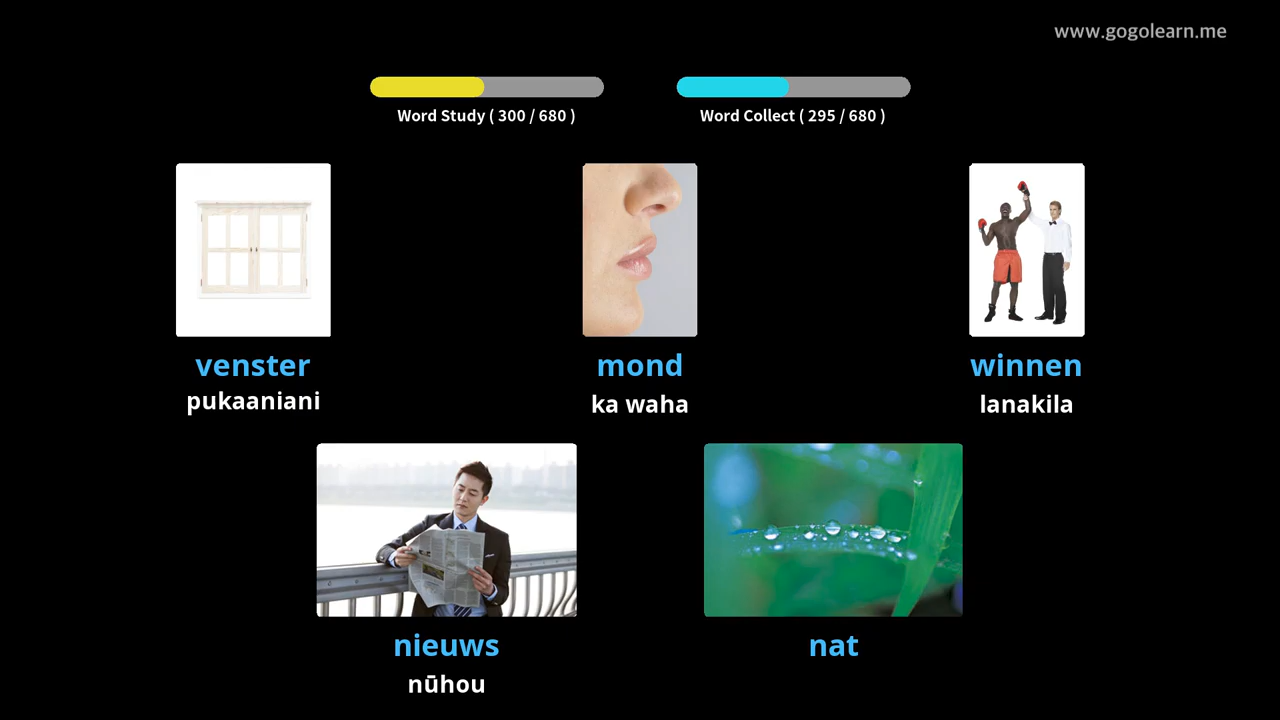 www.gogolearn.me
Word Study ( 300 / 680 )
Word Collect ( 295 / 680 )
venster
pukaaniani
mond
ka waha
winnen
lanakila
nieuws
nūhou
nat